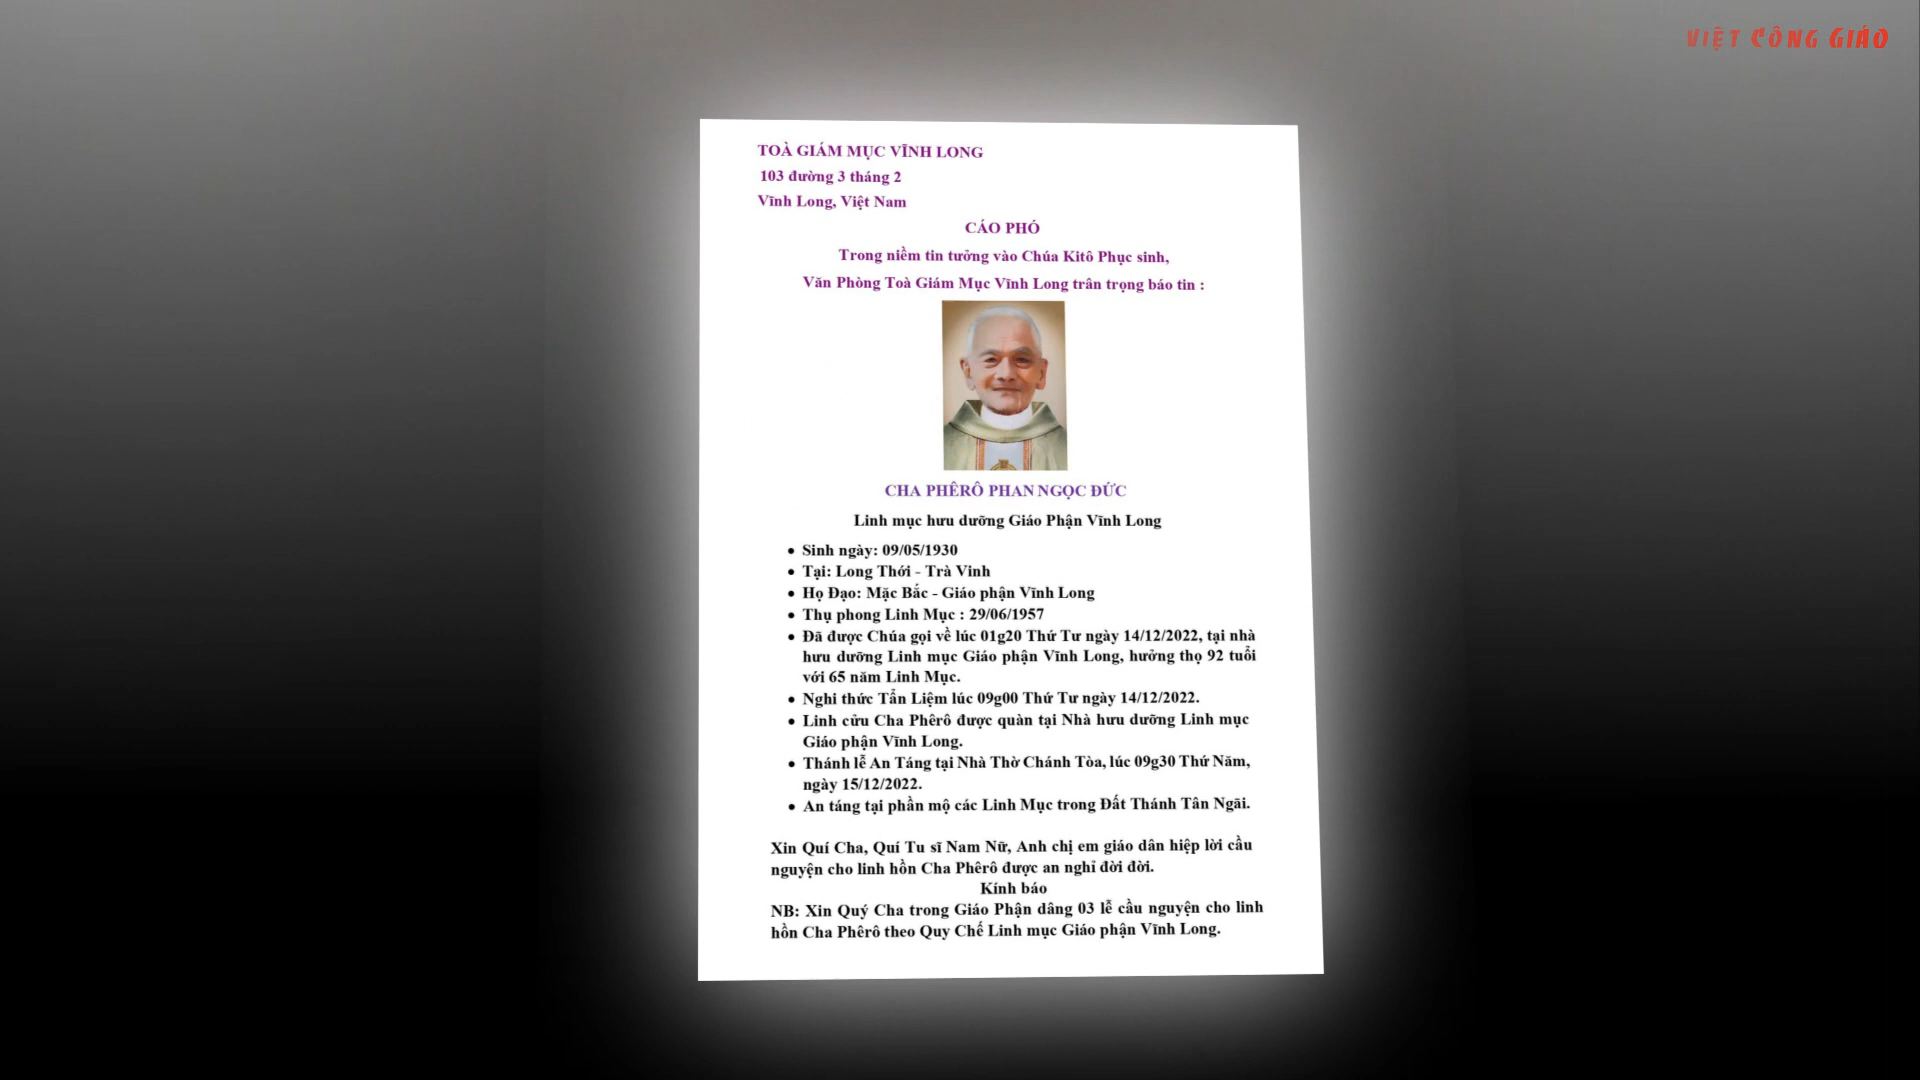 VIỆT CÔNG GIÁO
TOÀ GIÁM MỤC VĨNH LONG
103 đường 3 tháng 2
Vĩnh Long, Việt Nam
CÁO PHÓ
Trong niềm tin tưởng vào Chúa Kitô Phục sinh,
Văn Phòng Toà Giám Mục Vĩnh Long trân trọng báo tin :
CHA PHÊRÔ PHAN NGỌC ĐỨC
Linh mục hưu dưỡng Giáo Phận Vĩnh Long
• Sinh ngày: 09/05/1930
• Tại: Long Thới - Trà Vinh
• Họ Đạo: Mặc Bắc - Giáo phận Vĩnh Long
• Thụ phong Linh Mục : 29/06/1957
• Đã được Chúa gọi về lúc 01g20 Thứ Tư ngày 14/12/2022, tại nhà
hưu dưỡng Linh mục Giáo phận Vĩnh Long, hưởng thọ 92 tuổi
với 65 năm Linh Mục.
• Nghi thức Tẩn Liệm lúc 09g00 Thứ Tư ngày 14/12/2022.
• Linh cửu Cha Phêrô được quàn tại Nhà hưu dưỡng Linh mục
Giáo phận Vĩnh Long.
• Thánh lễ An Táng tại Nhà Thờ Chánh Tòa, lúc 09g30 Thứ Năm,
ngày 15/12/2022.
• An táng tại phần mộ các Linh Mục trong Đất Thánh Tân Ngãi.
Xin Quí Cha, Quí Tu sĩ Nam Nữ, Anh chị em giáo dân hiệp lời cầu
nguyện cho linh hồn Cha Phêrô được an nghỉ đời đời.
Kính báo
NB: Xin Quý Cha trong Giáo Phận dâng 03 lễ cầu nguyện cho linh
hồn Cha Phêrô theo Quy Chế Linh mục Giáo phận Vĩnh Long.